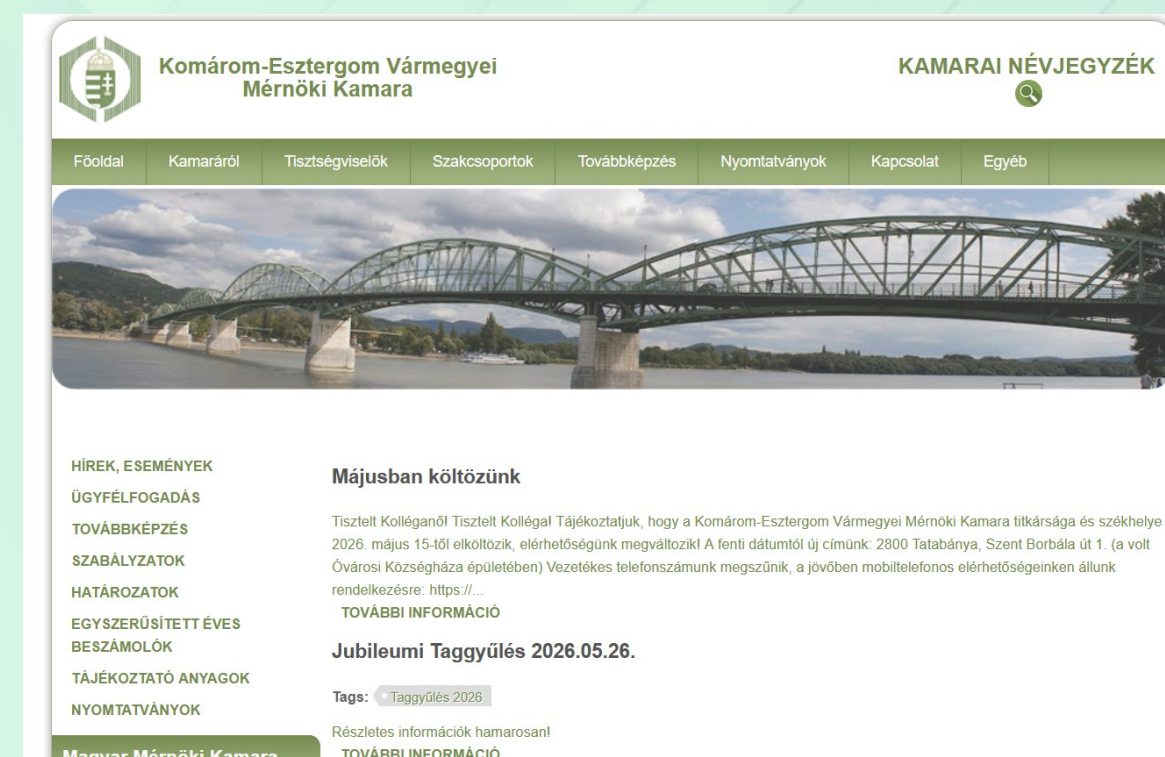 Komárom-Esztergom Vármegyei
Mérnöki Kamara
KAMARAI NÉVJEGYZÉK
Főoldal Kamaráról Tisztségviselők Szakcsoportok Továbbképzés Nyomtatványok Kapcsolat Egyéb
HÍREK, ESEMÉNYEK
ÜGYFÉLFOGADÁS
TOVÁBBKÉPZÉS
SZABÁLYZATOK
HATÁROZATOK
EGYSZERŰSÍTETT ÉVES
BESZÁMOLÓK
TÁJÉKOZTATÓ ANYAGOK
NYOMTATVÁNYOK
Magyar Mérnöki Kamara
Májusban költözünk
Tisztelt Kolléganő! Tisztelt Kolléga! Tájékoztatjuk, hogy a Komárom-Esztergom Vármegyei Mérnöki Kamara titkársága és székhelye
2026. május 15-től elköltözik, elérhetőségünk megváltozik! A fenti dátumtól új címünk: 2800 Tatabánya, Szent Borbála út 1. (a volt
Óvárosi Községháza épületében) Vezetékes telefonszámunk megszűnik, a jövőben mobiltelefonos elérhetőségeinken állunk
rendelkezésre: https://...
TOVÁBBI INFORMÁCIÓ
Jubileumi Taggyűlés 2026.05.26.
Tags: Taggyűlés 2026
Részletes információk hamarosan!
TOVÁBBI INFORMÁCIÓ